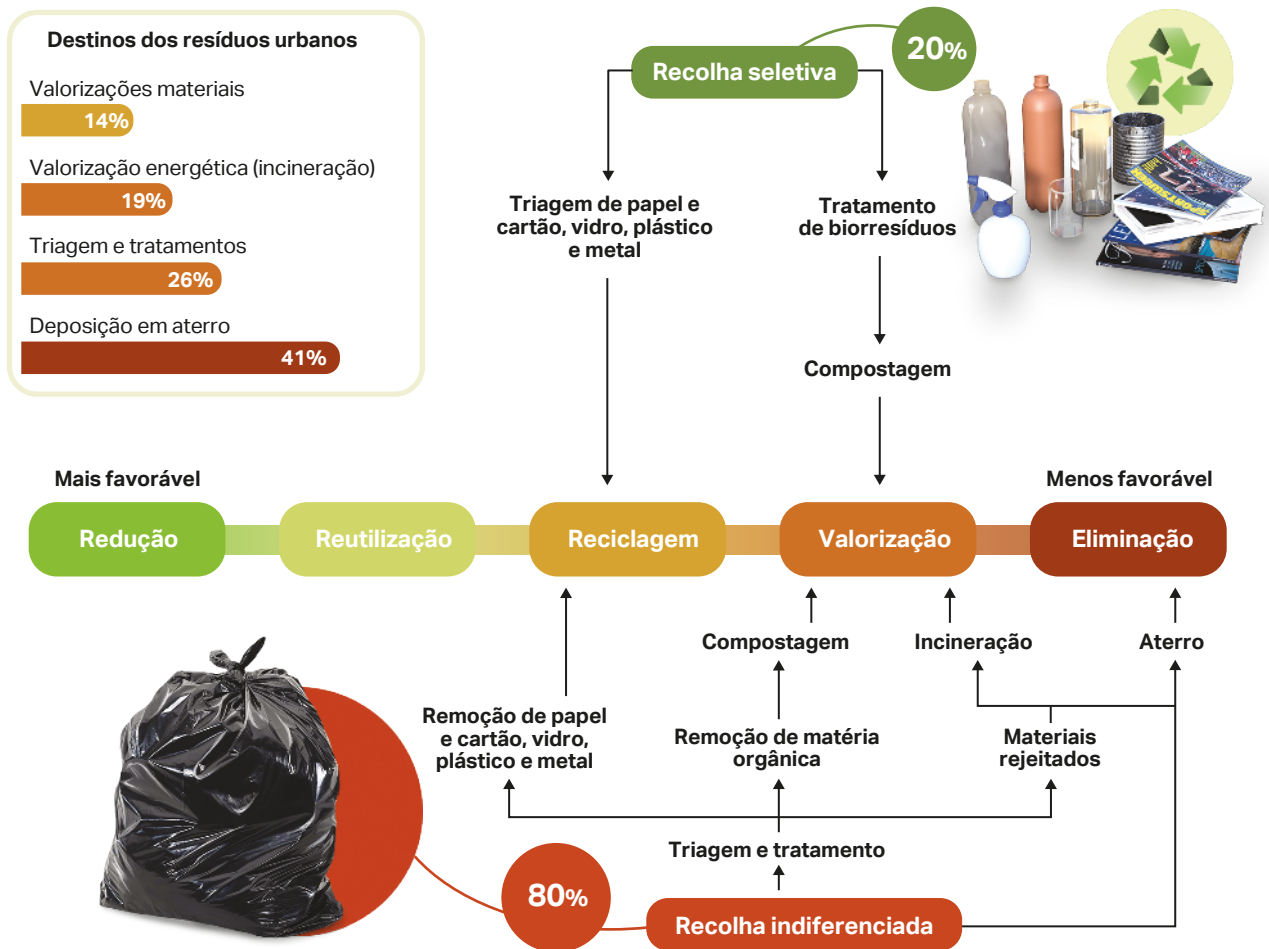 Destinos dos resíduos urbanos
Valorizações materiais
14%
Valorização energética (incineração)
19%
Triagem e tratamentos
26%
Deposição em aterro
41%
Recolha seletiva
20%
Triagem de papel e
cartão, vidro, plástico
e metal
Tratamento
de biorresíduos
Compostagem
Mais favorável
Menos favorável
Redução
Reutilização
Reciclagem
Valorização
Eliminação
Compostagem
Incineração
Aterro
Remoção de papel
e cartão, vidro,
plástico e metal
Remoção de matéria
orgânica
Materiais
rejeitados
Triagem e tratamento
80%
Recolha indiferenciada